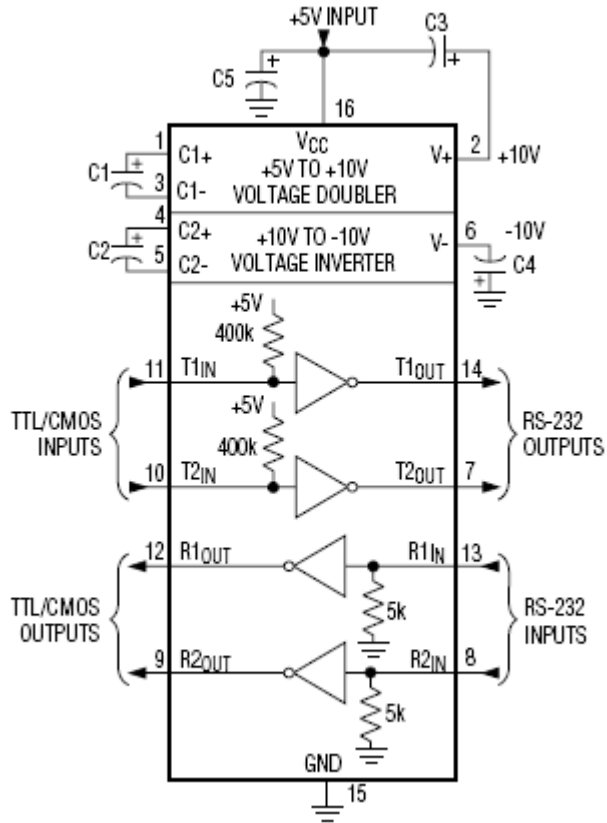 +5V INPUT
C3
+
C5
+
16
VCC
1
C1+
+5V TO +10V
V+
2
+10V
C1
+
3
C1-
VOLTAGE DOUBLER
4
C2+
+10V TO -10V
V-
6
-10V
C2
+
5
C2-
VOLTAGE INVERTER
C4
+
+5V
400k
11
T1IN
T1OUT
14
TTL/CMOS
INPUTS
+5V
400k
RS-232
OUTPUTS
10
T2IN
T2OUT
7
12
R1OUT
R1IN
13
TTL/CMOS
OUTPUTS
5k
RS-232
INPUTS
9
R2OUT
R2IN
8
5k
GND
15